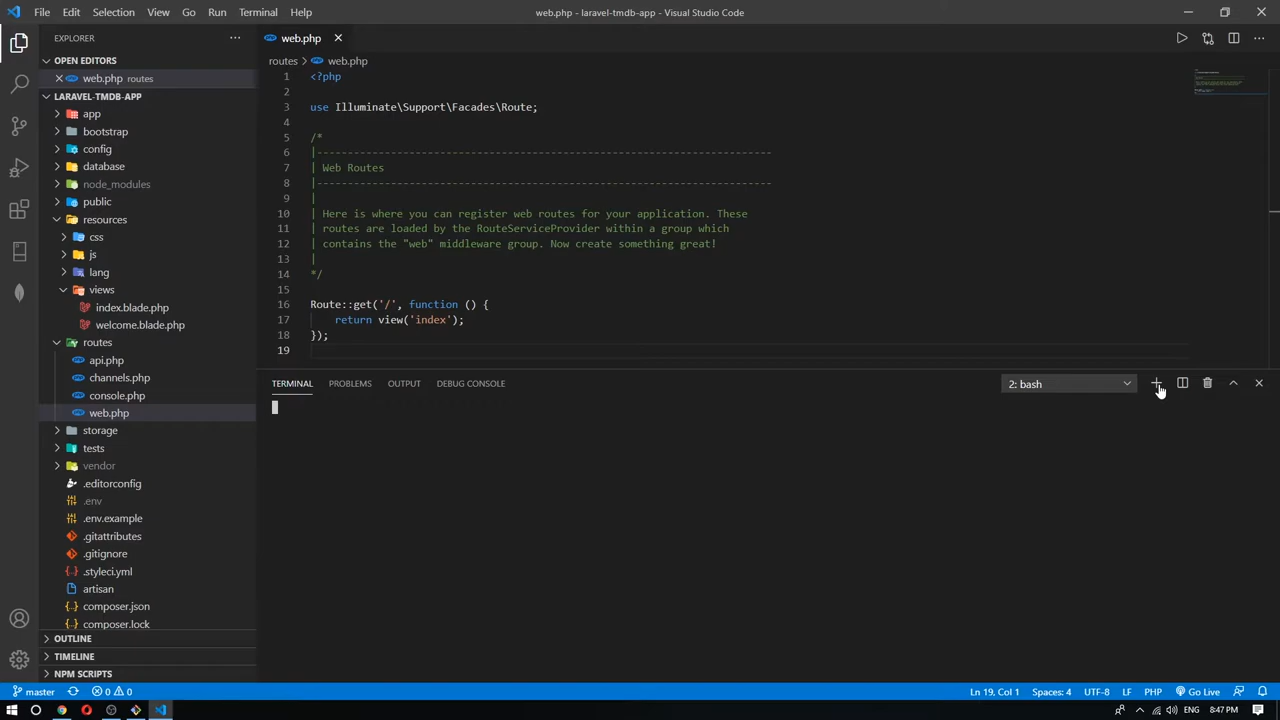 File Edit Selection View Go Run Terminal Help
web.php - laravel-tmdb-app - Visual Studio Code
EXPLORER
OPEN EDITORS
web.php routes
LARAVEL-TMDB-APP
app
bootstrap
config
database
node_modules
public
resources
css
js
lang
views
index.blade.php
welcome.blade.php
routes
api.php
channels.php
console.php
web.php
storage
tests
vendor
.editorconfig
.env
.env.example
.gitattributes
.gitignore
.styleci.yml
artisan
composer.json
composer.lock
OUTLINE
TIMELINE
NPM SCRIPTS
web.php
routes > web.php
1 <?php
2
3 use Illuminate\Support\Facades\Route;
4
5 /*
6 |--------------------------------------------------------------------------
7 | Web Routes
8 |--------------------------------------------------------------------------
9 |
10 | Here is where you can register web routes for your application. These
11 | routes are loaded by the RouteServiceProvider within a group which
12 | contains the "web" middleware group. Now create something great!
13 |
14 */
15
16 Route::get('/', function () {
17     return view('index');
18 });
19
TERMINAL PROBLEMS OUTPUT DEBUG CONSOLE
2: bash
master 0 0
Ln 19, Col 1 Spaces: 4 UTF-8 LF PHP Go Live
ENG 8:47 PM